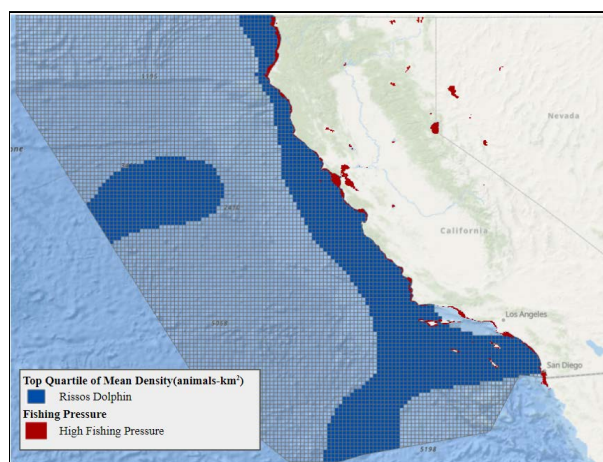 Nevada
California
Los Angeles
San Diego
Top Quartile of Mean Density(animals-km²)
Rissos Dolphin
Fishing Pressure
High Fishing Pressure